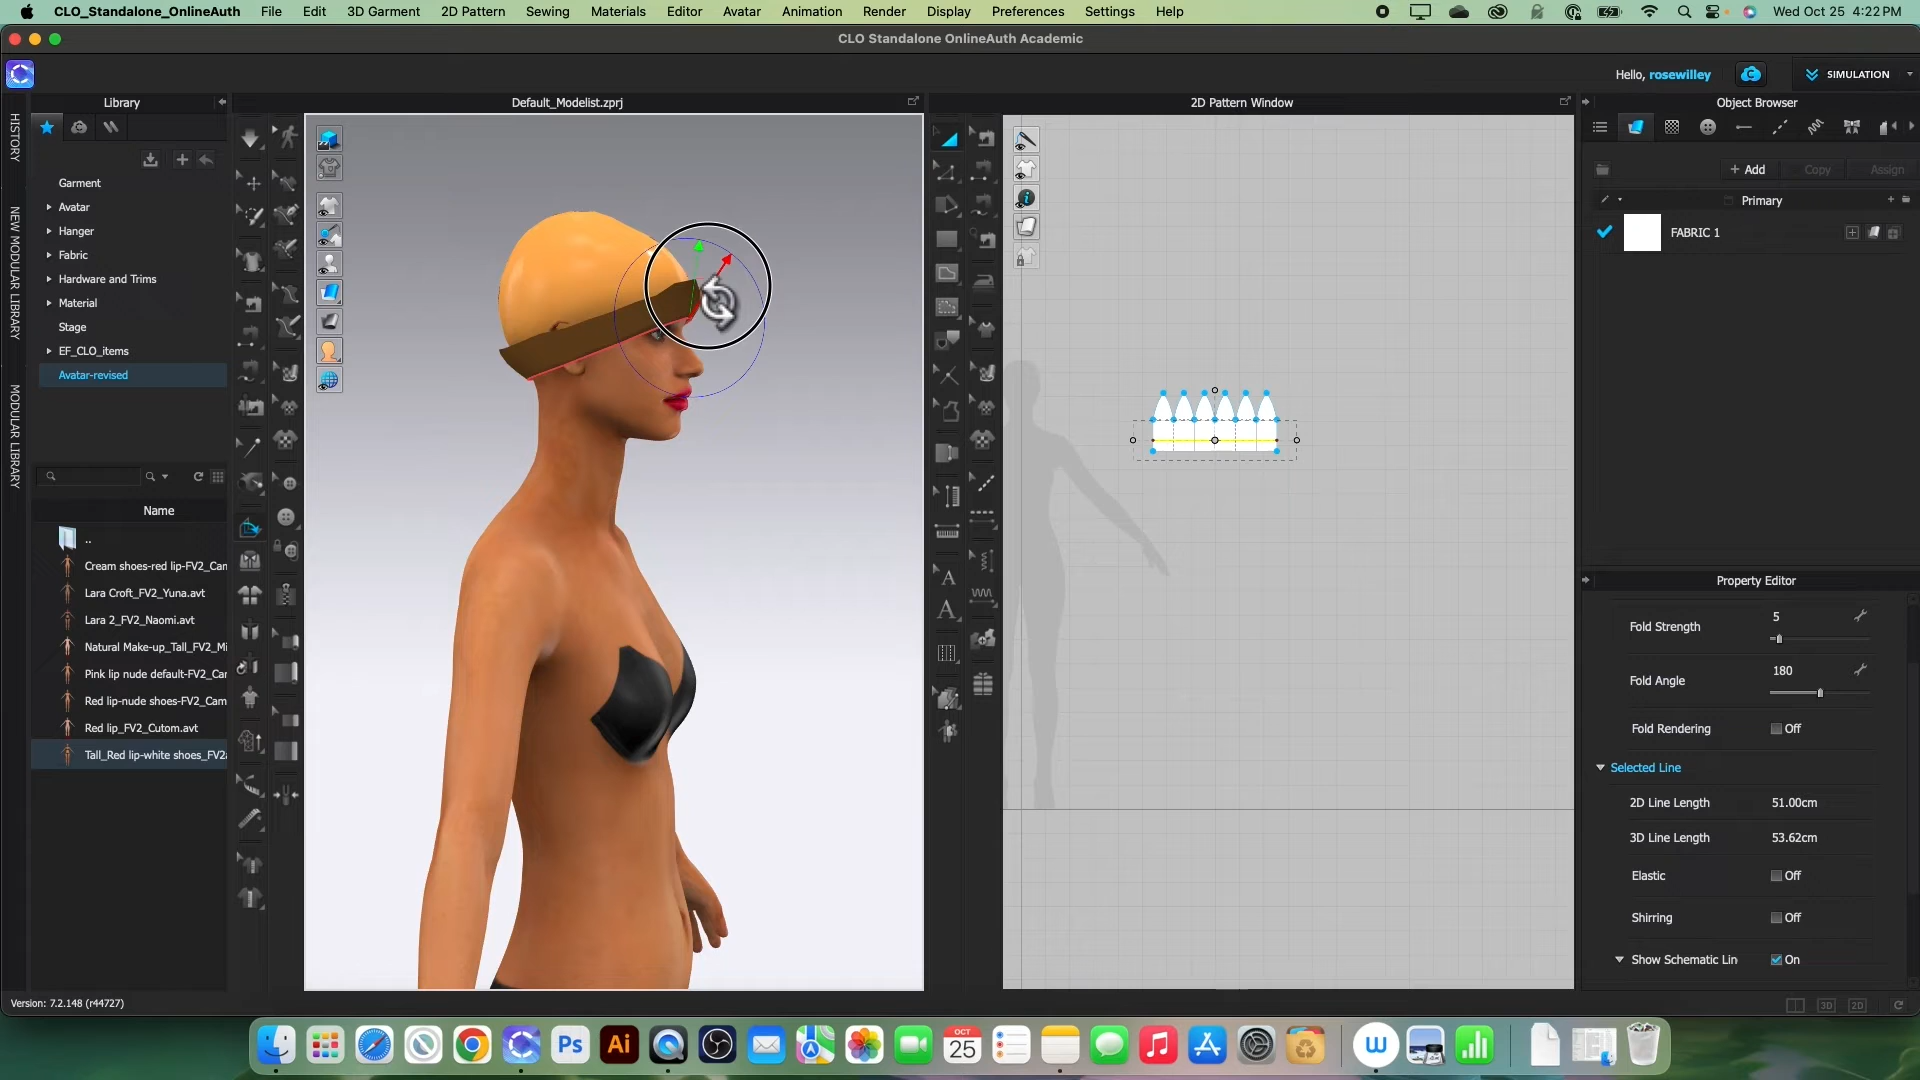 CLO_Standalone_OnlineAuth File Edit 3D Garment 2D Pattern Sewing Materials Editor Avatar Animation Render Display Preferences Settings Help Wed Oct 25 4:22 PM
CLO Standalone OnlineAuth Academic
Hello, rosewilley
SIMULATION
Library
Default_Modelist.zprj
2D Pattern Window
Object Browser
HISTORY
NEW MODULAR LIBRARY
MODULAR LIBRARY
Garment
Avatar
Hanger
Fabric
Hardware and Trims
Material
Stage
EF_CLO_items
Avatar-revised
Name
..
Cream shoes-red lip-FV2_Cam
Lara Croft_FV2_Yuna.avt
Lara 2_FV2_Naomi.avt
Natural Make-up_Tall_FV2_Mi
Pink lip nude default-FV2_Car
Red lip-nude shoes-FV2_Cam
Red lip_FV2_Cutom.avt
Tall_Red lip-white shoes_FV2a
Version: 7.2.148 (r44727)
+ Add Copy Assign
Primary
FABRIC 1
Property Editor
Fold Strength 5
Fold Angle 180
Fold Rendering Off
Selected Line
2D Line Length 51.00cm
3D Line Length 53.62cm
Elastic Off
Shirring Off
Show Schematic Lin On
3D 2D
Ps Ai OCT 25